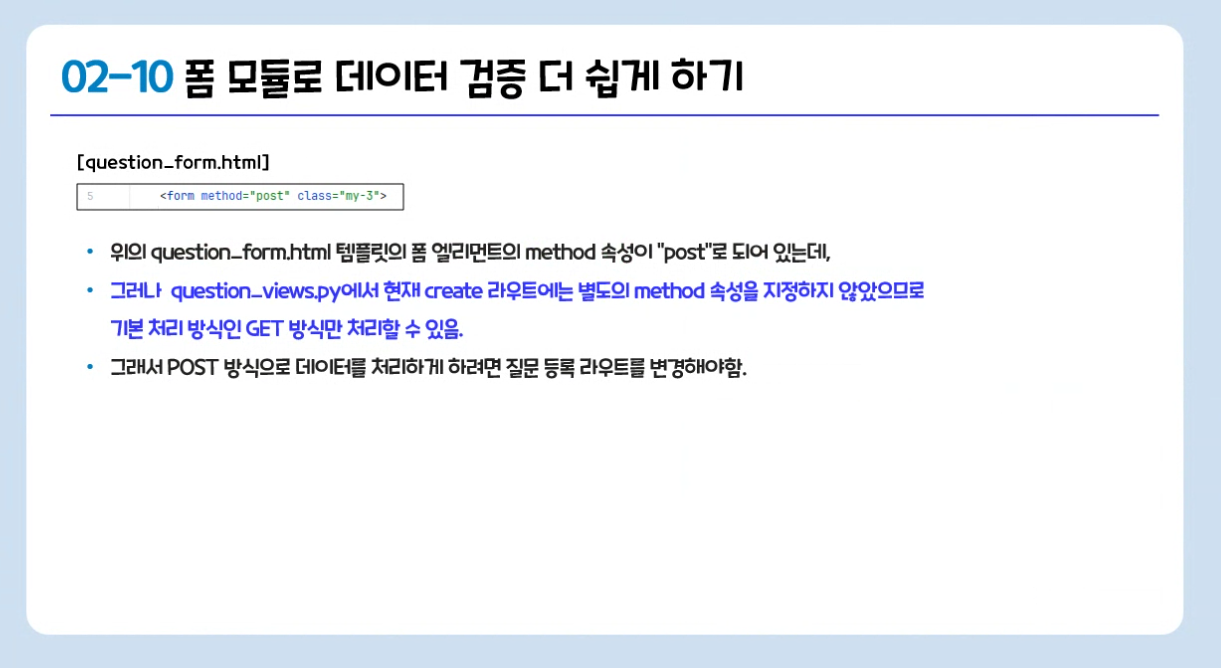 02-10 폼 모듈로 데이터 검증 더 쉽게 하기
[question_form.html]
5 <form method="post" class="my-3">
• 위의 question_form.html 템플릿의 폼 엘리먼트의 method 속성이 "post"로 되어 있는데,
• 그러나 question_views.py에서 현재 create 라우트에는 별도의 method 속성을 지정하지 않았으므로
기본 처리 방식인 GET 방식만 처리할 수 있음.
• 그래서 POST 방식으로 데이터를 처리하게 하려면 질문 등록 라우트를 변경해야함.